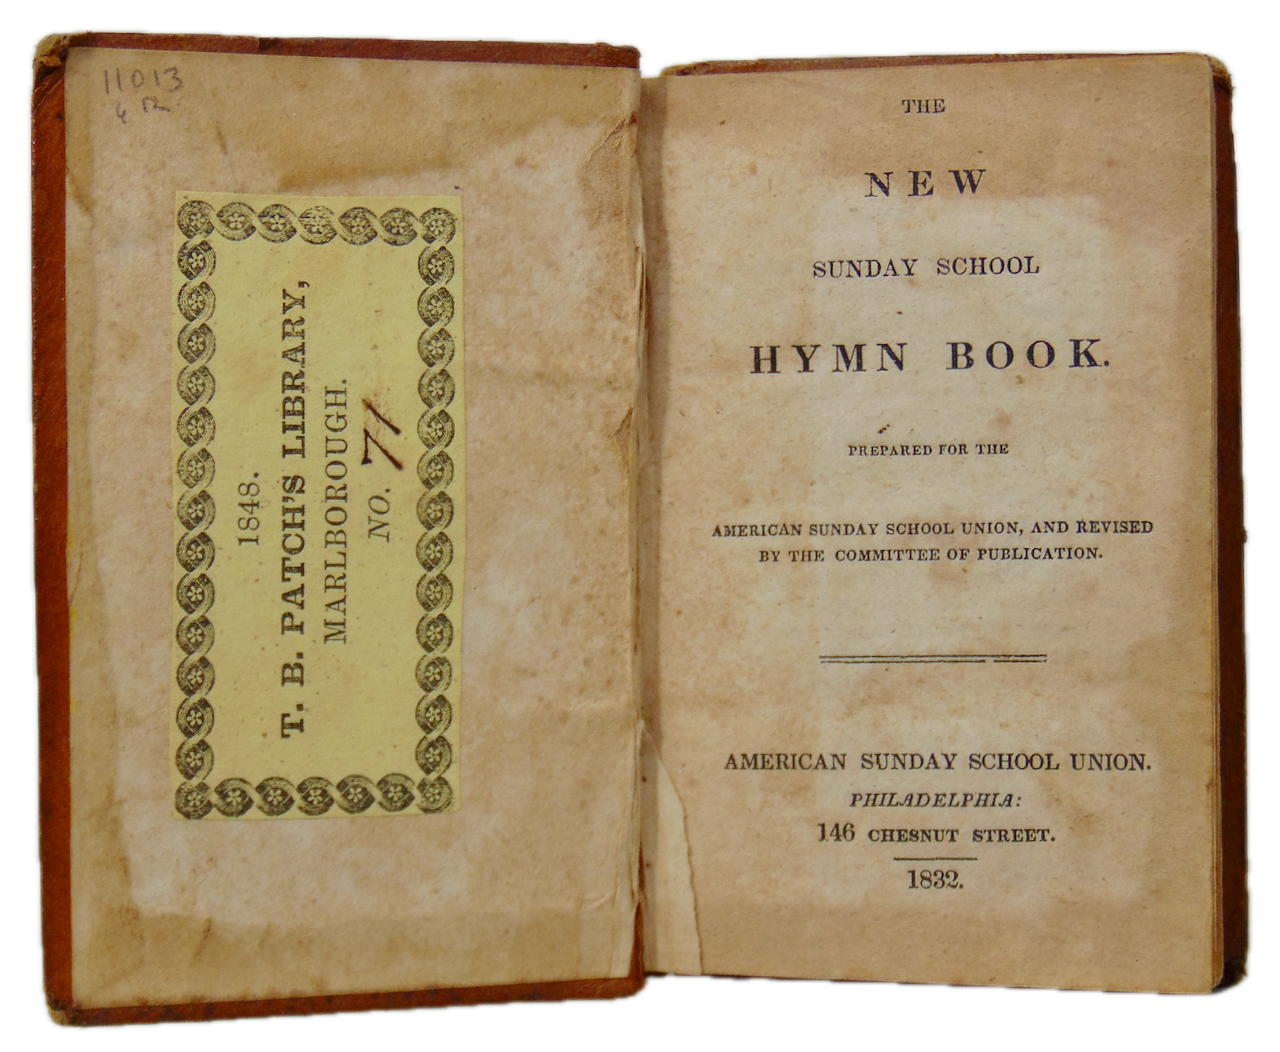 11013
1848.
T. B. PATCH'S LIBRARY,
MARLBOROUGH.
NO. 71
THE
NEW
SUNDAY SCHOOL
HYMN BOOK.
PREPARED FOR THE
AMERICAN SUNDAY SCHOOL UNION, AND REVISED
BY THE COMMITTEE OF PUBLICATION.
AMERICAN SUNDAY SCHOOL UNION.
PHILADELPHIA:
146 CHESNUT STREET.
1832.